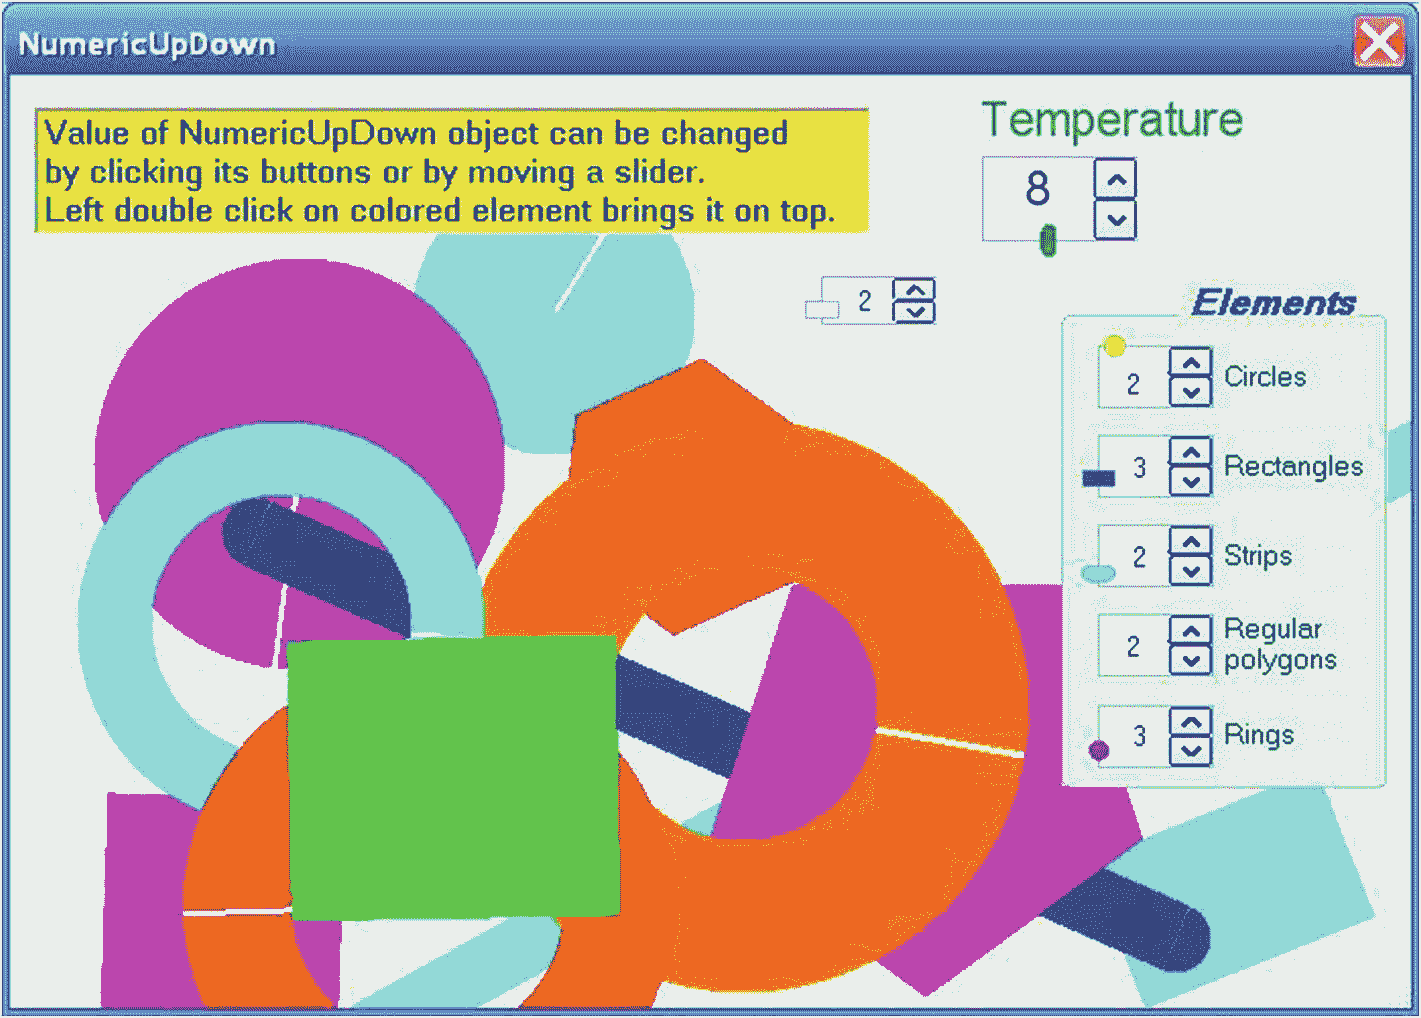 NumericUpDown
Value of NumericUpDown object can be changed
by clicking its buttons or by moving a slider.
Left double click on colored element brings it on top.
Temperature
8
2
Elements
2 Circles
3 Rectangles
2 Strips
2 Regular
polygons
3 Rings